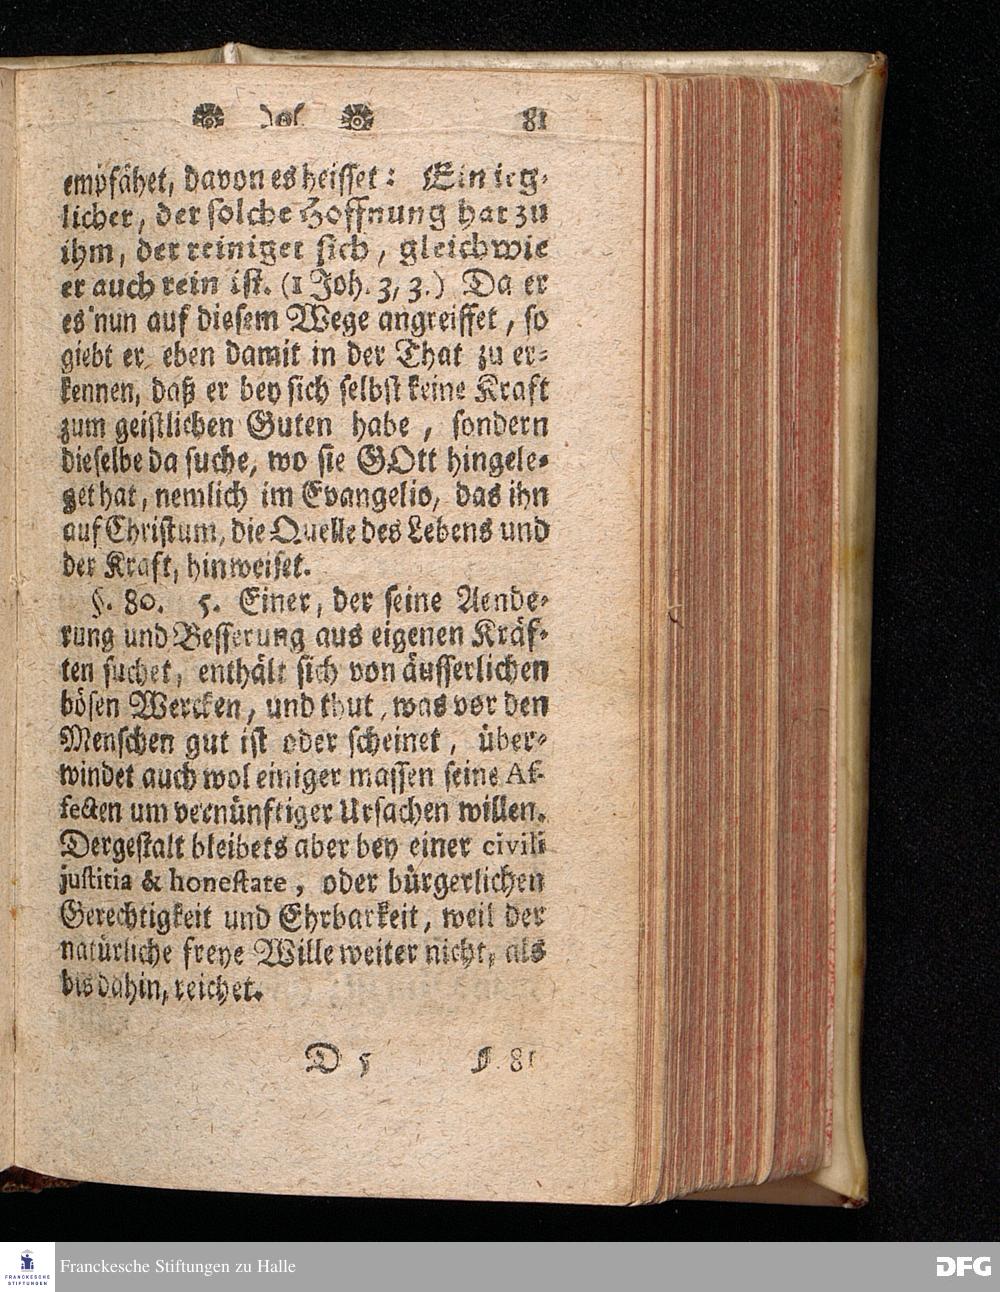 81
empfähet, davon es heisset: Ein ieg-
licher, der solche Hoffnung hat zu
ihm, der reiniget sich, gleichwie
er auch rein ist. (1 Joh. 3, 3.) Da er
es nun auf diesem Wege angreiffet, so
giebt er eben damit in der That zu er-
kennen, daß er bey sich selbst keine Kraft
zum geistlichen Guten habe, sondern
dieselbe da suche, wo sie GOtt hingele-
get hat, nemlich im Evangelio, das ihn
auf Christum, die Quelle des Lebens und
der Kraft, hinweiset.
§. 80. 5. Einer, der seine Aende-
rung und Besserung aus eigenen Kräf-
ten suchet, enthält sich von äusserlichen
bösen Wercken, und thut, was vor den
Menschen gut ist oder scheinet, über-
windet auch wol einiger massen seine Af-
fecten um vernünftiger Ursachen willen.
Dergestalt bleibets aber bey einer civili
justitia & honestate, oder bürgerlichen
Gerechtigkeit und Ehrbarkeit, weil der
natürliche freye Wille weiter nicht, als
bis dahin, reichet.
D 5 §. 81
FRANCKESCHE
STIFTUNGEN
Franckesche Stiftungen zu Halle
DFG